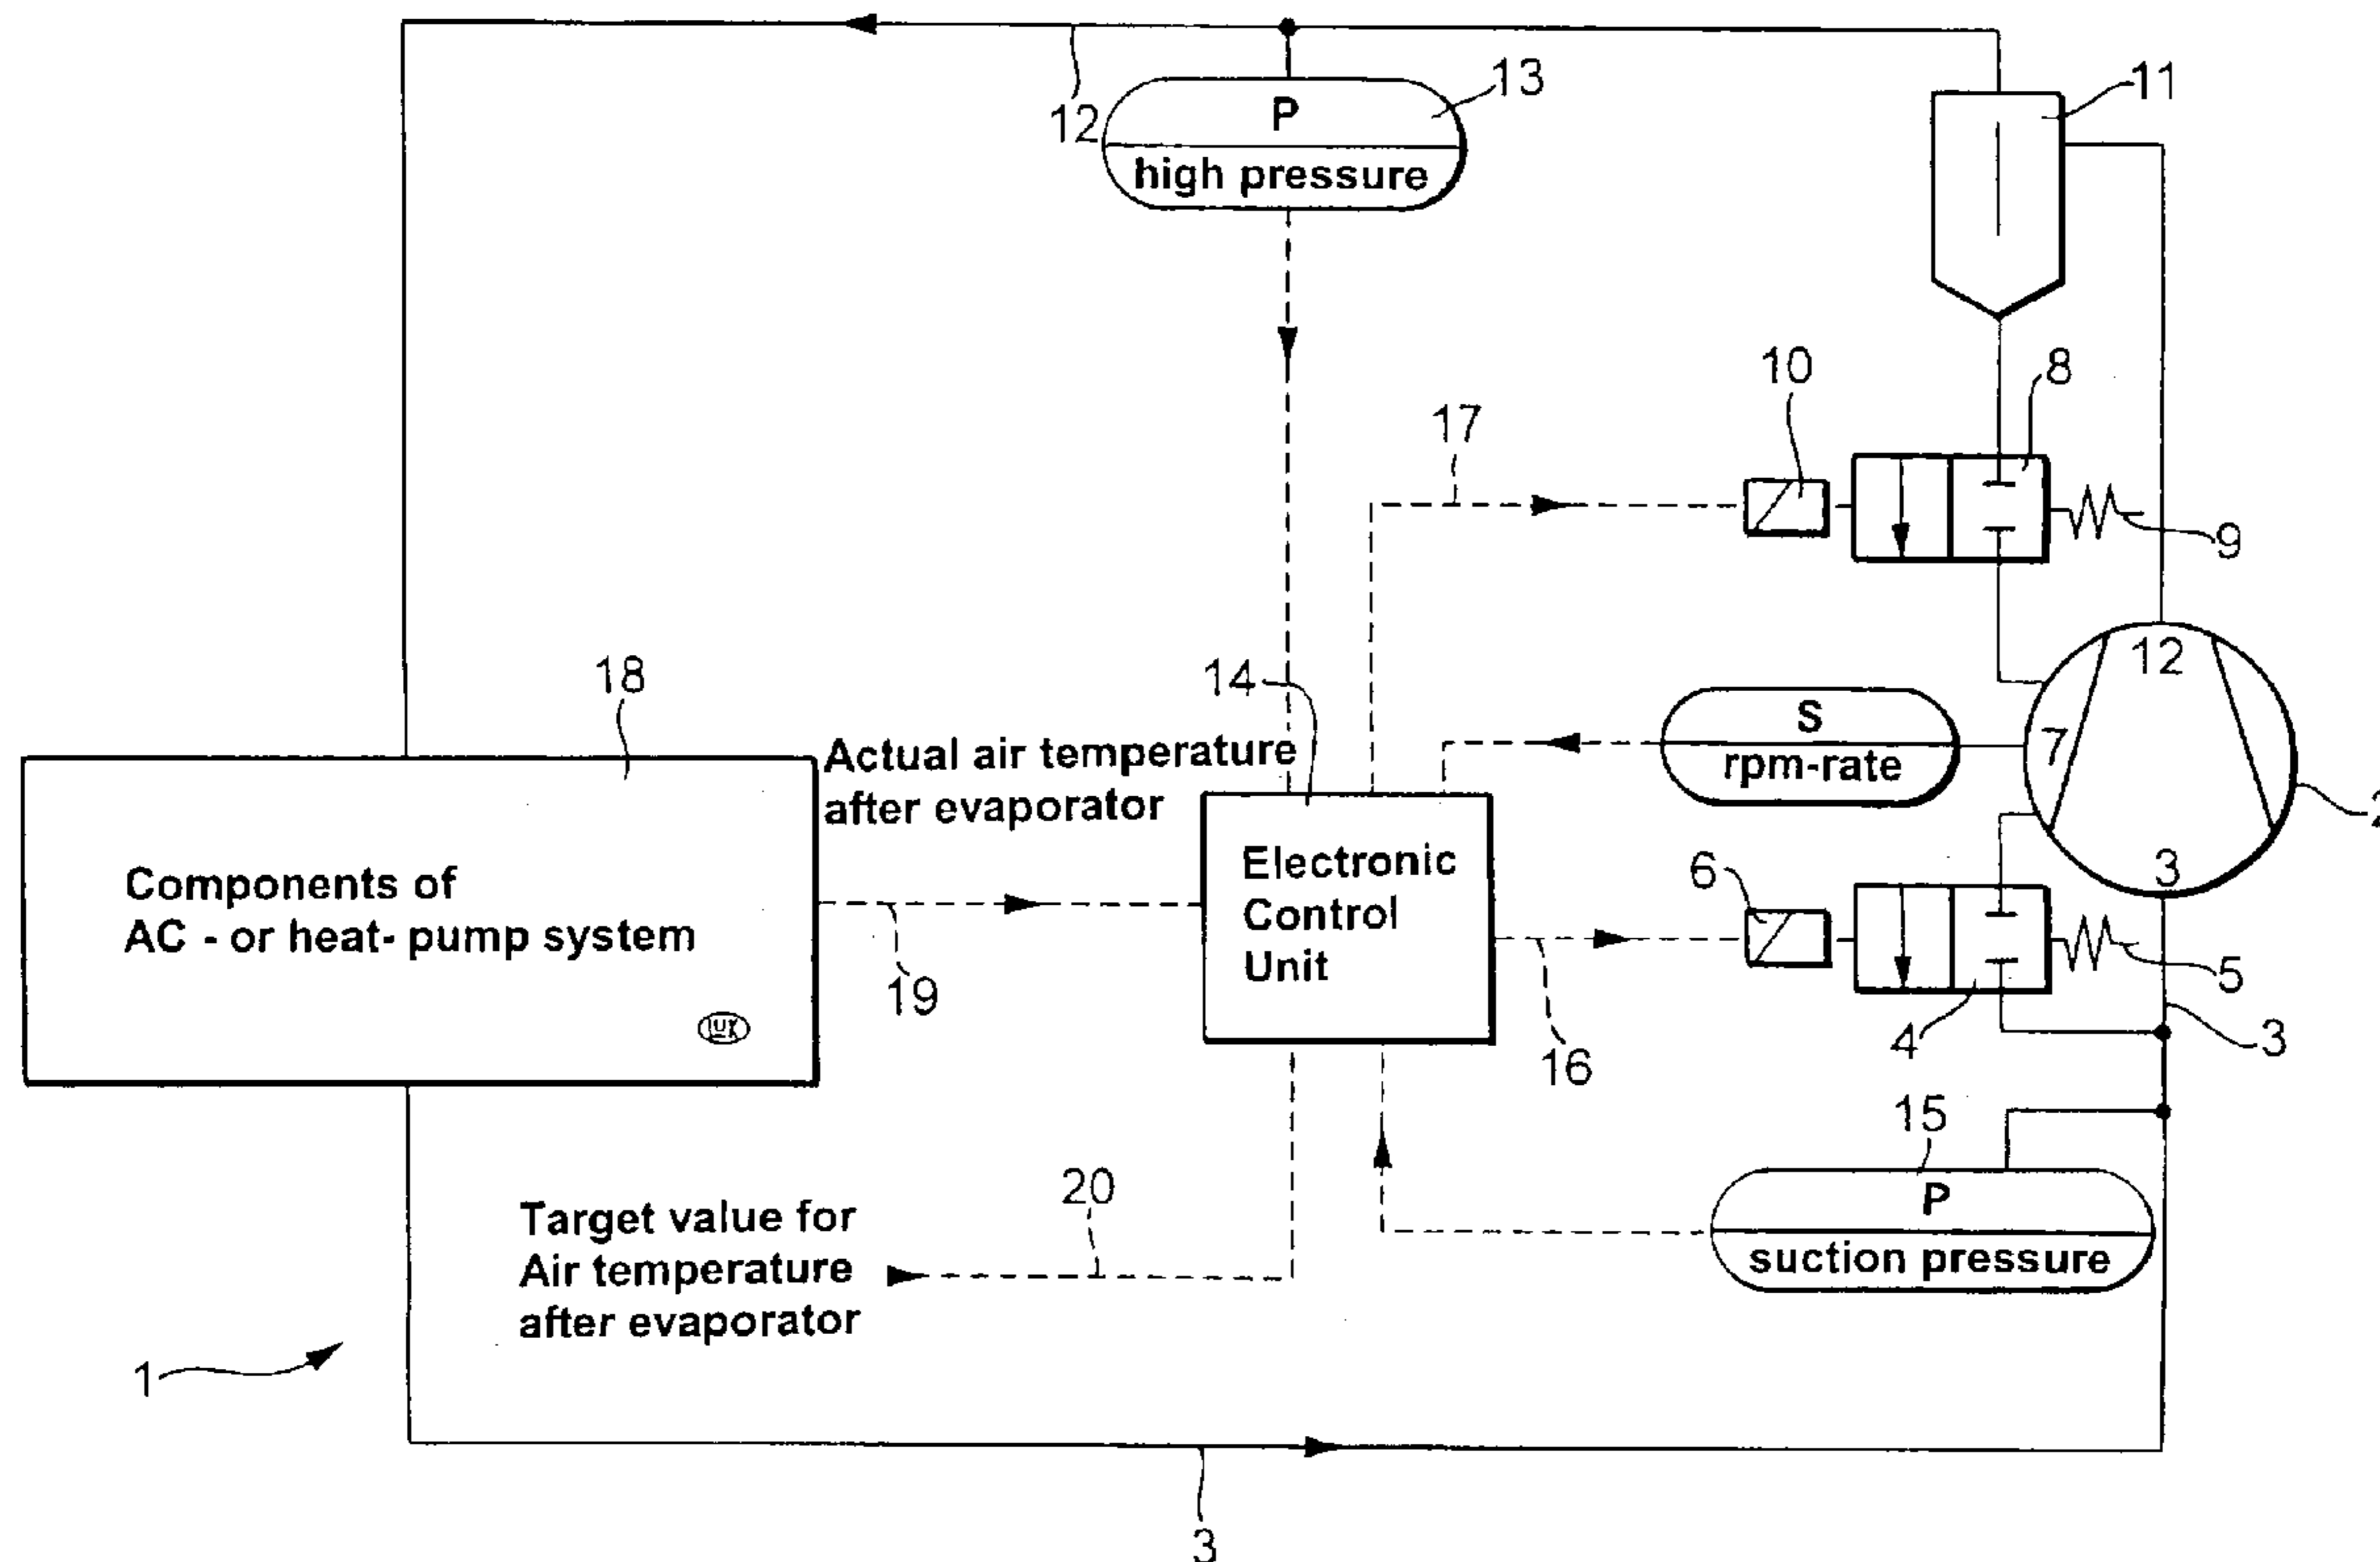 12
P
high pressure
13
11
10
8
17
9
12
18
14
S
rpm-rate
7
2
Actual air temperature
after evaporator
Components of
AC - or heat- pump system
LUK
Electronic
Control
Unit
6
3
5
19
16
4
3
15
P
suction pressure
20
Target value for
Air temperature
after evaporator
1
3